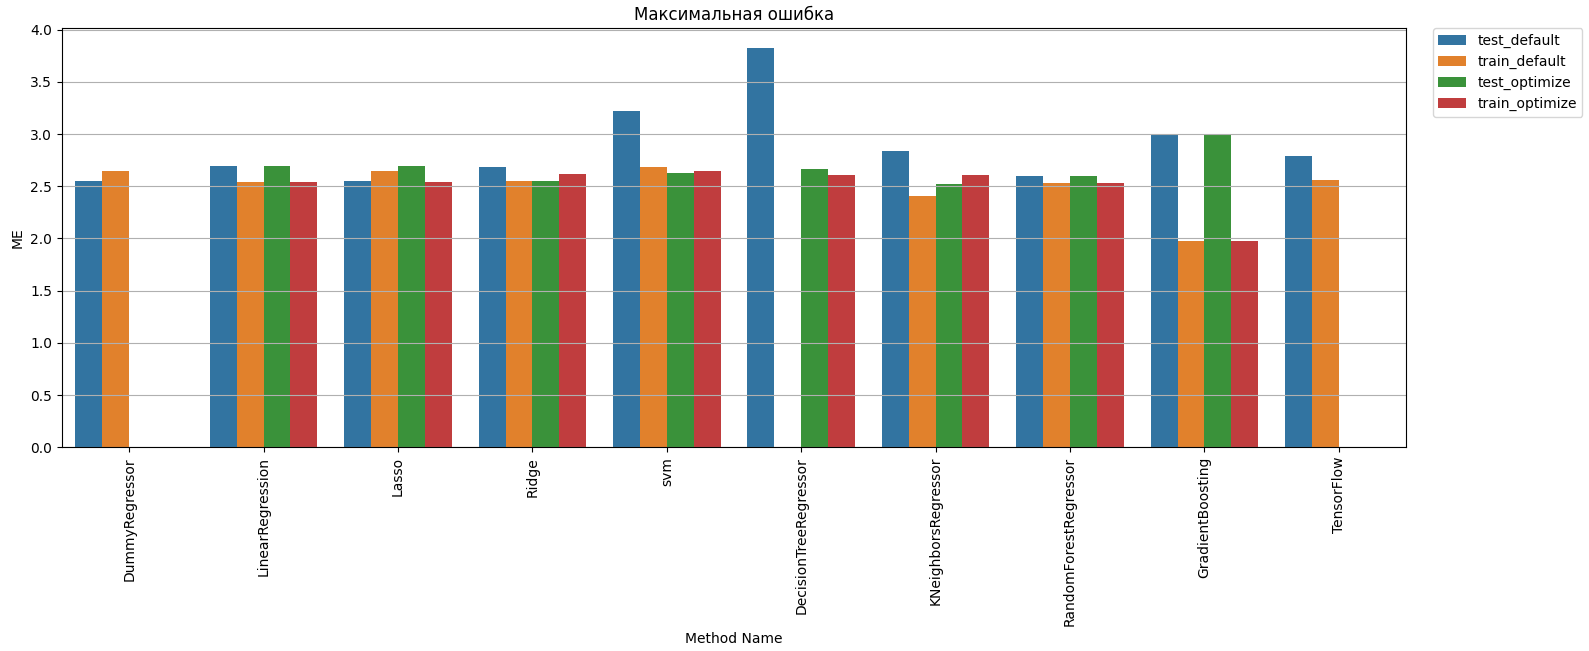 Максимальная ошибка
test_default
train_default
test_optimize
train_optimize
4.0
3.5
3.0
2.5
2.0
1.5
1.0
0.5
0.0
ME
DummyRegressor
LinearRegression
Lasso
Ridge
svm
DecisionTreeRegressor
KNeighborsRegressor
RandomForestRegressor
GradientBoosting
TensorFlow
Method Name